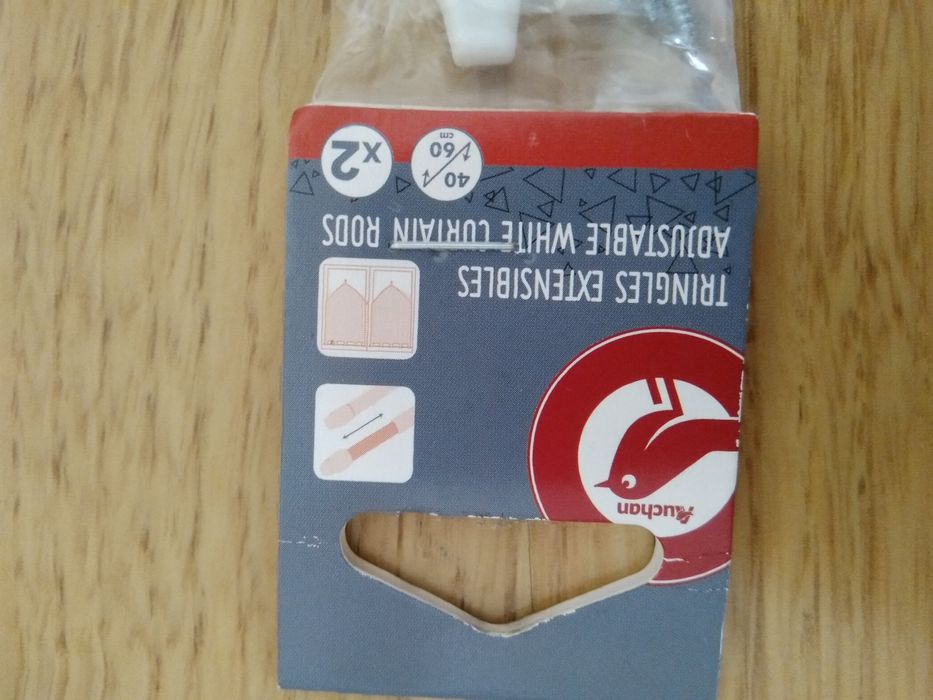 Auchan
TRINGLES EXTENSIBLES
ADJUSTABLE WHITE CURTAIN RODS
40
60
cm
x2